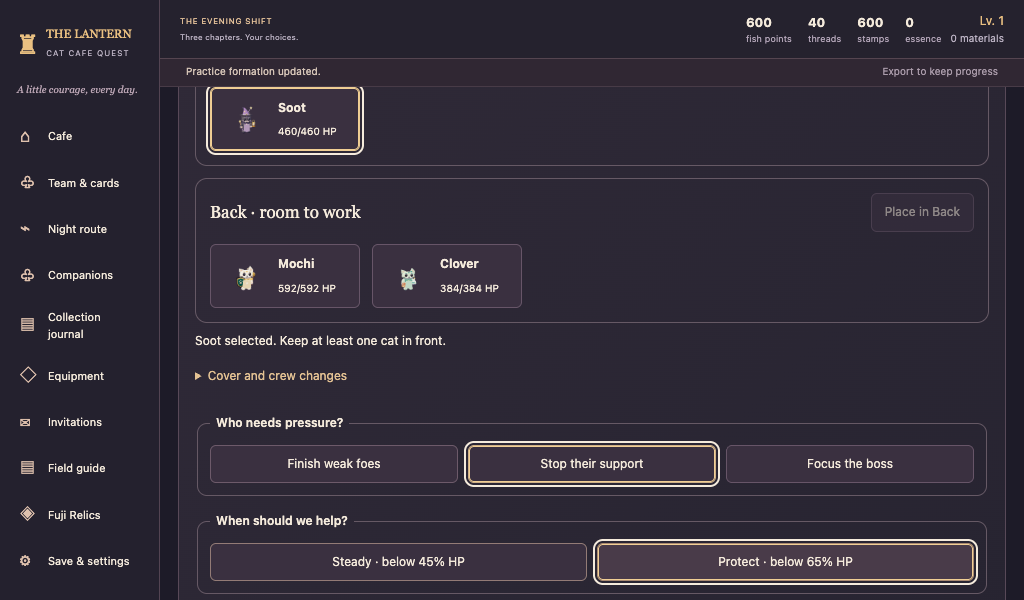 THE LANTERN
CAT CAFE QUEST
A little courage, every day.
Cafe
Team & cards
Night route
Companions
Collection
journal
Equipment
Invitations
Field guide
Fuji Relics
Save & settings
THE EVENING SHIFT
Three chapters. Your choices.
600
fish points
40
threads
600
stamps
0
essence
Lv. 1
0 materials
Practice formation updated.
Export to keep progress
Soot
460/460 HP
Back · room to work
Place in Back
Mochi
592/592 HP
Clover
384/384 HP
Soot selected. Keep at least one cat in front.
Cover and crew changes
Who needs pressure?
Finish weak foes
Stop their support
Focus the boss
When should we help?
Steady · below 45% HP
Protect · below 65% HP